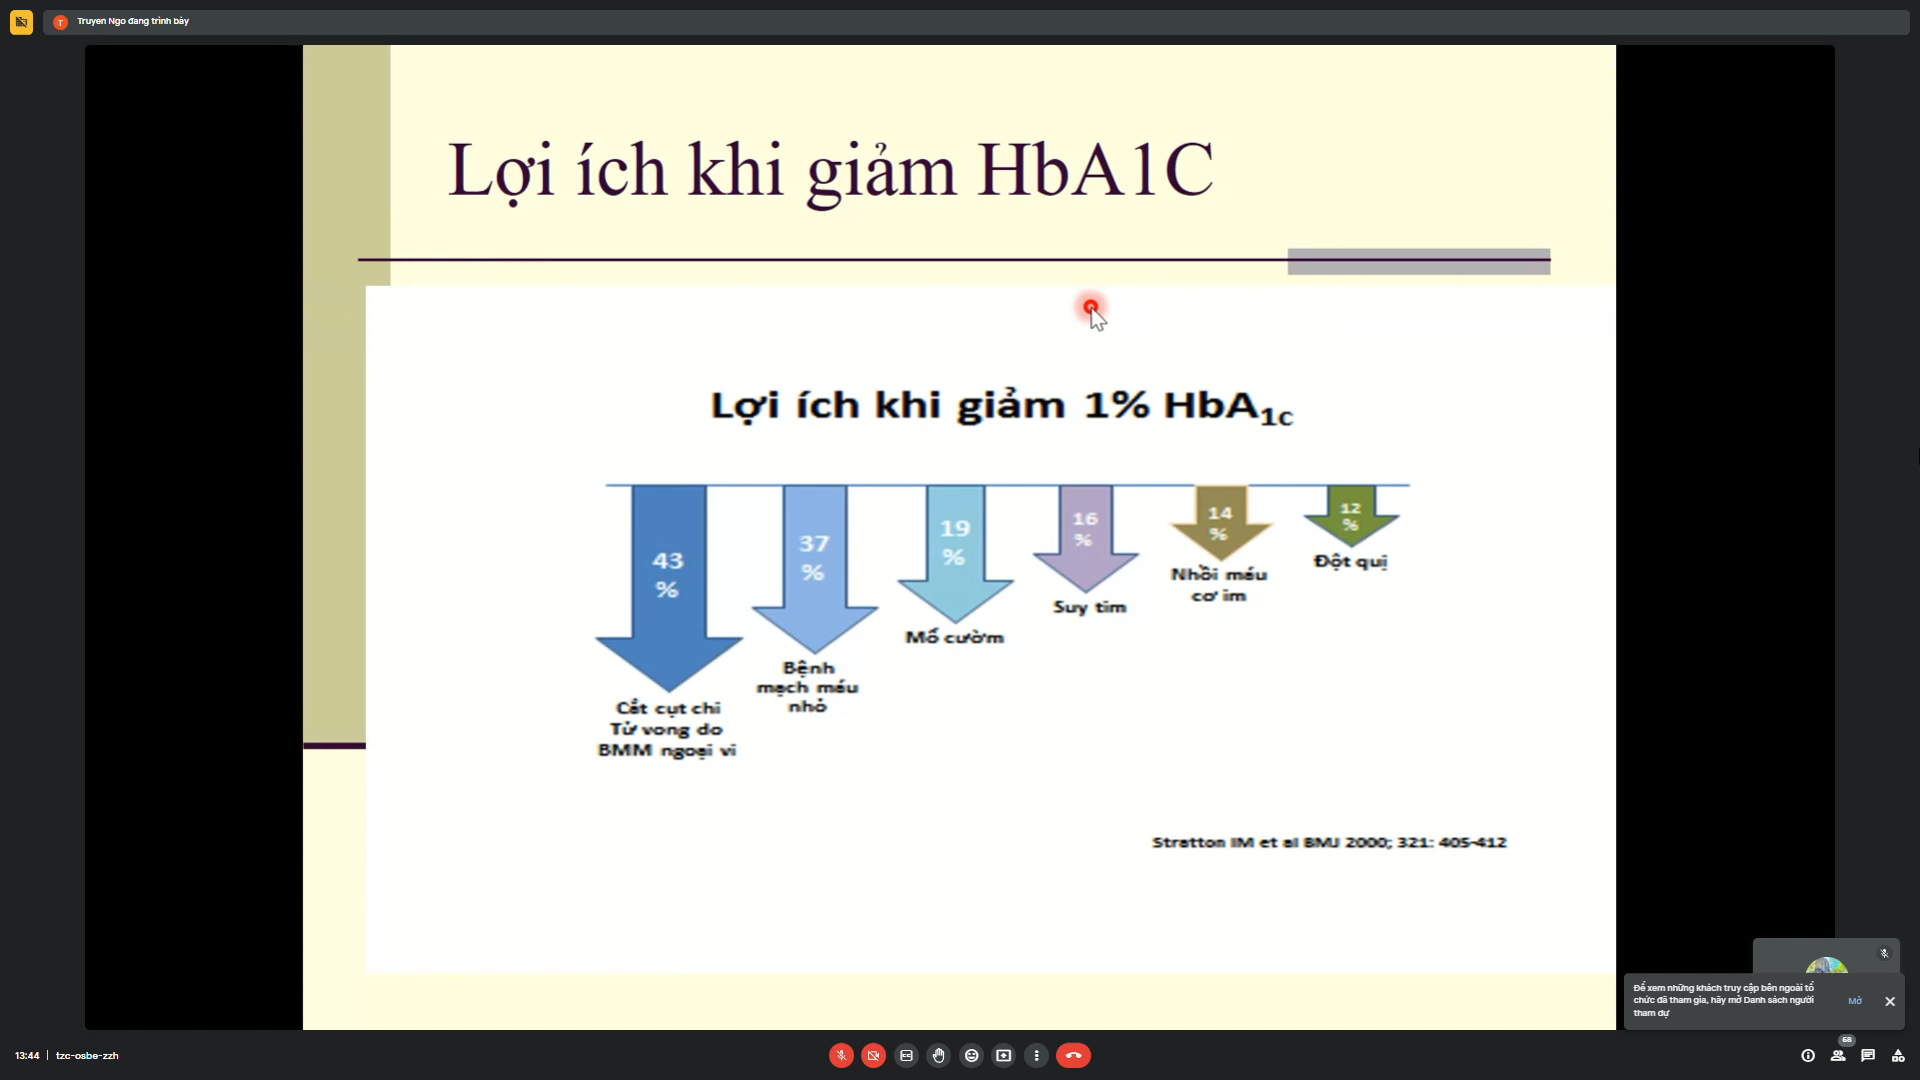 T Truyen Ngo đang trình bày
Lợi ích khi giảm HbA1C
Lợi ích khi giảm 1% HbA1c
43
%
37
%
19
%
16
%
14
%
12
%
Cắt cụt chi
Tử vong do
BMM ngoại vi
Bệnh
mạch máu
nhỏ
Mổ cườm
Suy tim
Nhồi máu
cơ im
Đột quị
Stratton IM et al BMJ 2000; 321: 405-412
Để xem những khách truy cập bên ngoài tổ
chức đã tham gia, hãy mở Danh sách người
tham dự
Mở
13:44 | tzc-osbe-zzh
68